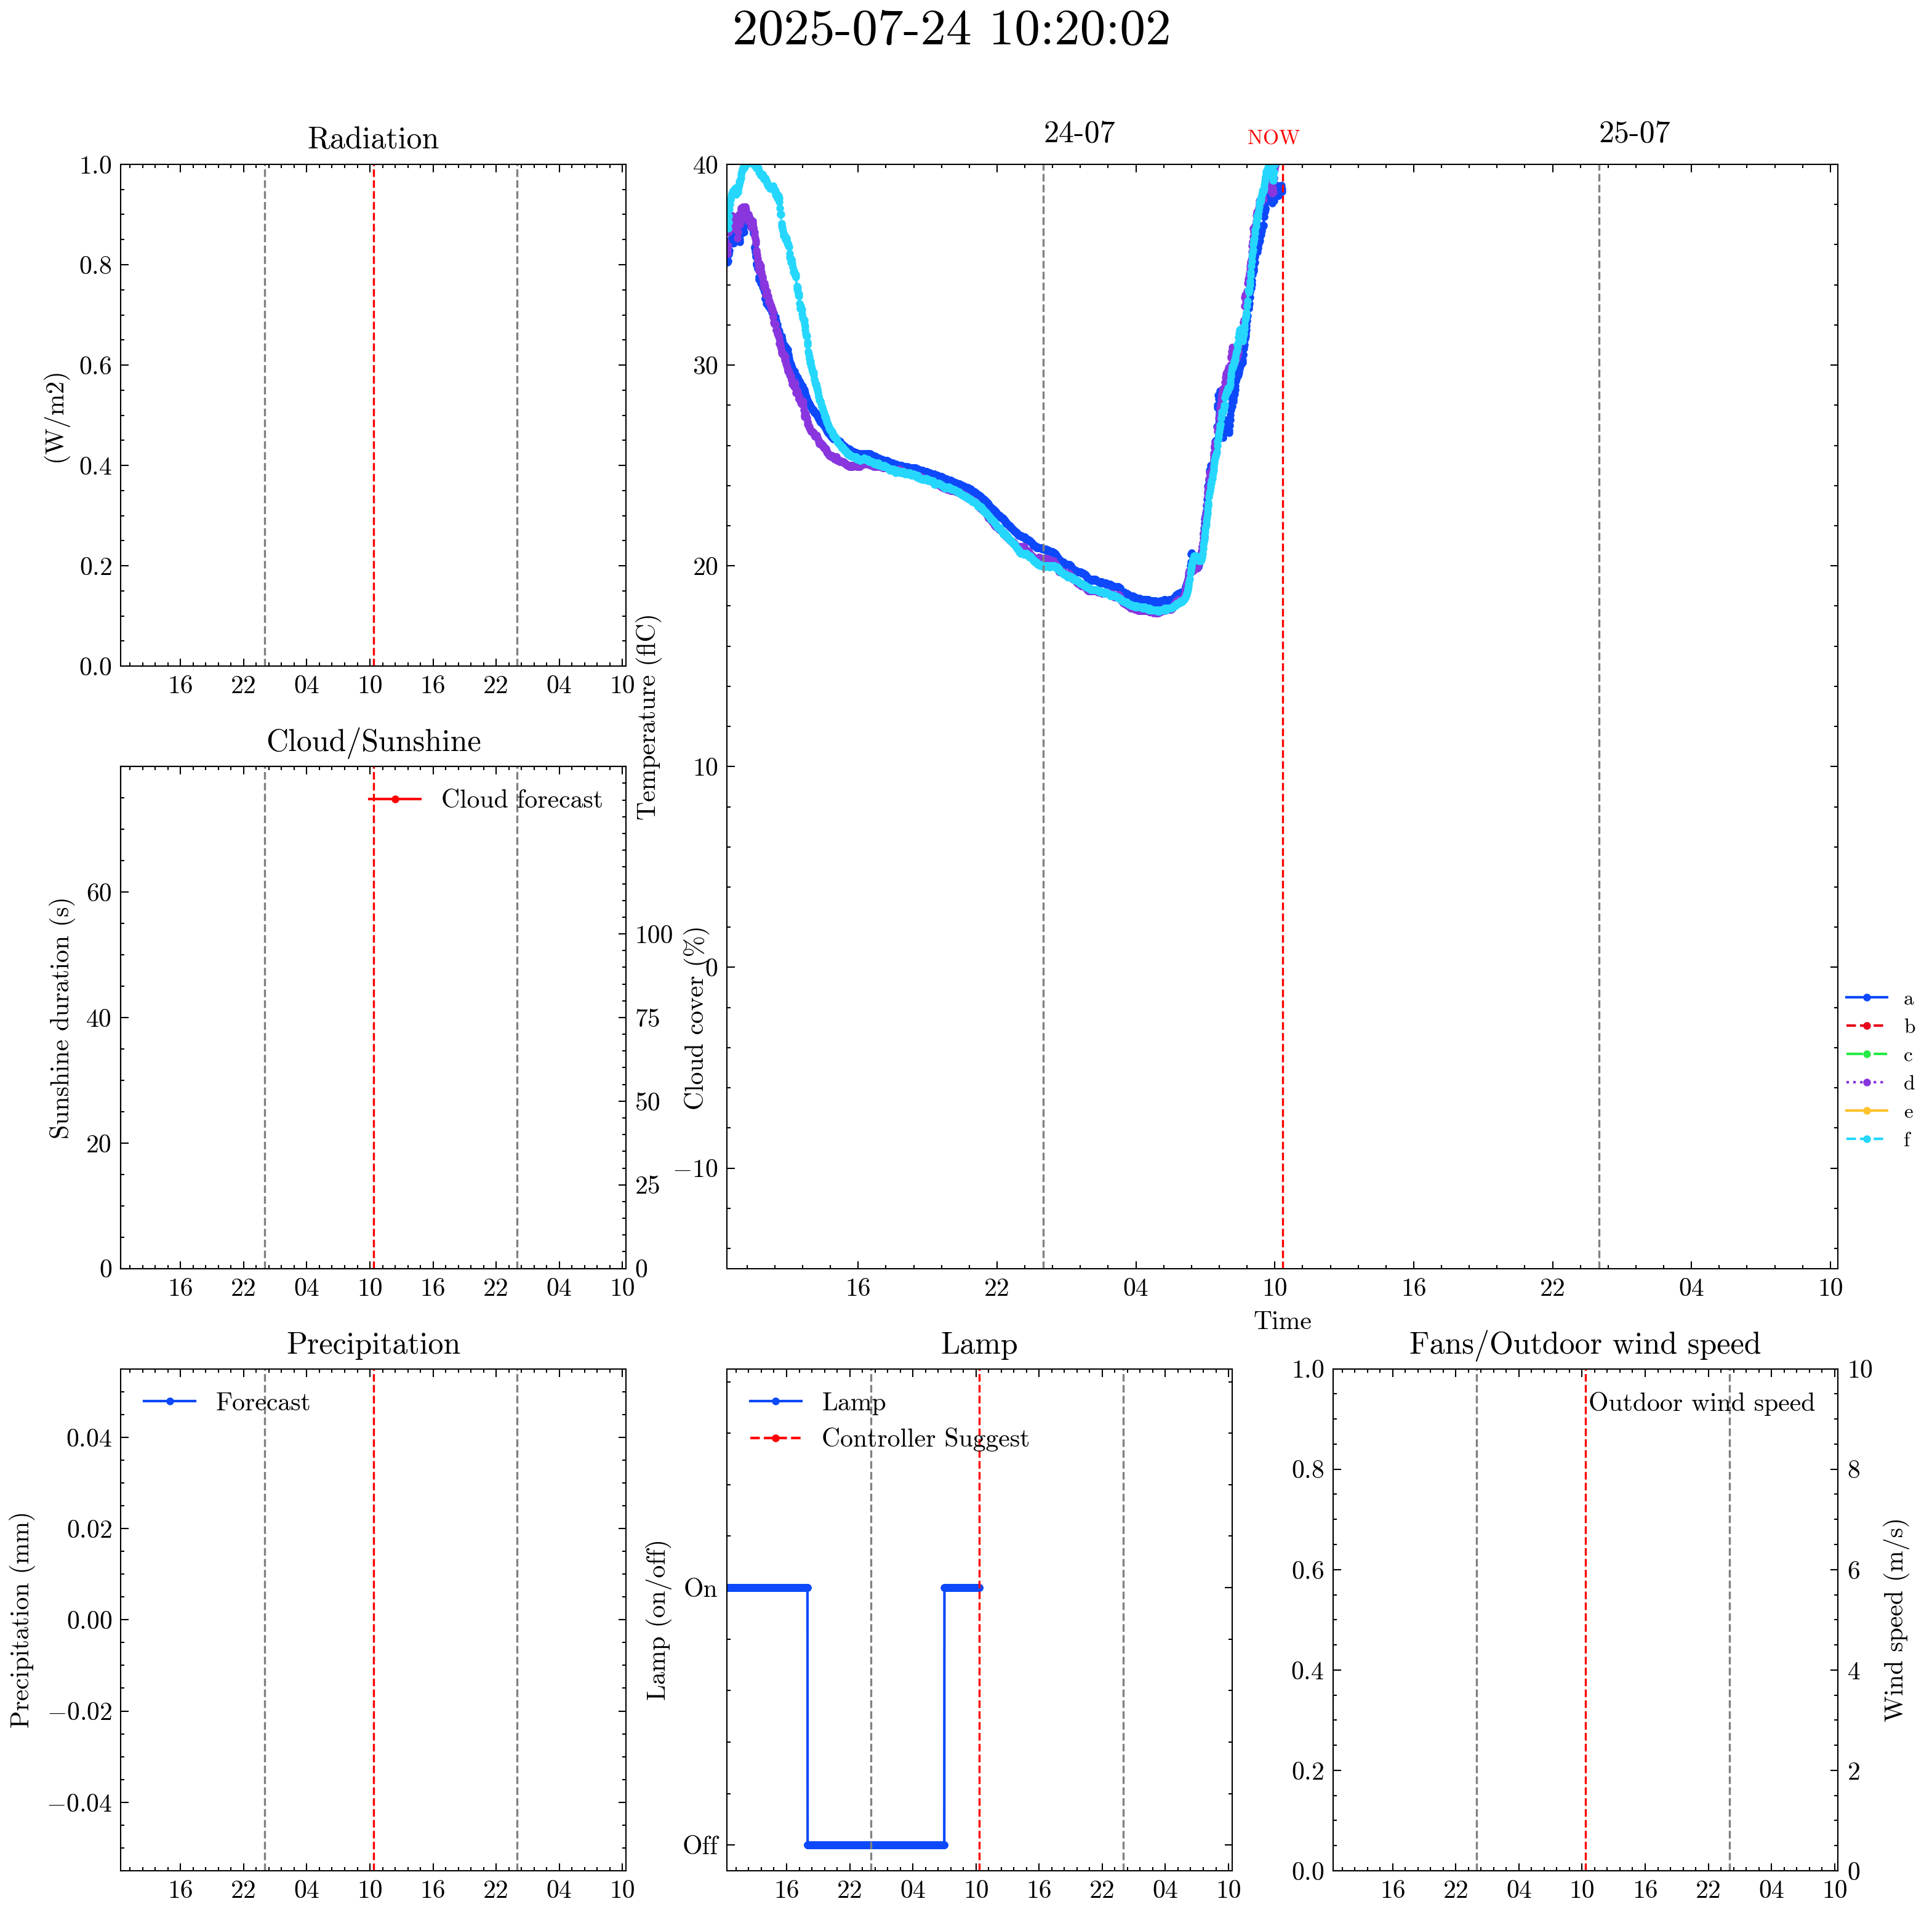 2025-07-24 10:20:02
Radiation
(W/m2)
1.0
0.8
0.6
0.4
0.2
0.0
16 22 04 10 16 22 04 10
24-07 NOW 25-07
Temperature (flC)
40
30
20
10
0
−10
16 22 04 10 16 22 04 10
Time
a
b
c
d
e
f
Cloud/Sunshine
Cloud forecast
Sunshine duration (s)
60
40
20
0
Cloud cover (%)
100
75
50
25
0
16 22 04 10 16 22 04 10
Precipitation
Forecast
Precipitation (mm)
0.04
0.02
0.00
−0.02
−0.04
16 22 04 10 16 22 04 10
Lamp
Lamp
Controller Suggest
Lamp (on/off)
On
Off
16 22 04 10 16 22 04 10
Fans/Outdoor wind speed
Outdoor wind speed
1.0
0.8
0.6
0.4
0.2
0.0
Wind speed (m/s)
10
8
6
4
2
0
16 22 04 10 16 22 04 10